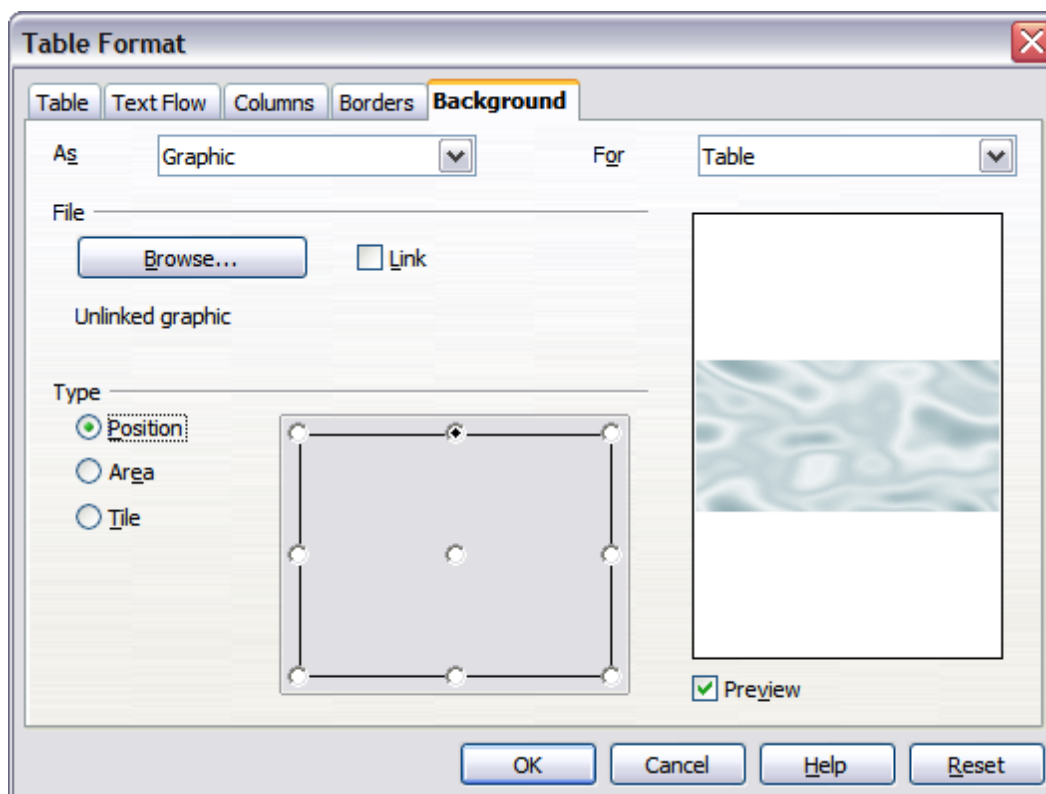 Table Format
Table Text Flow Columns Borders Background
As Graphic For Table
File
Browse... Link
Unlinked graphic
Type
Position
Area
Tile
Preview
OK Cancel Help Reset